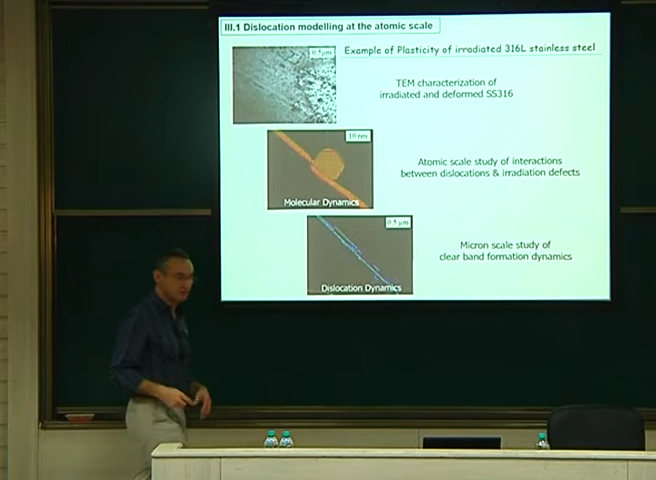 III.1 Dislocation modelling at the atomic scale
Example of Plasticity of irradiated 316L stainless steel
0.5 µm
TEM characterization of
irradiated and deformed SS316
10 nm
Atomic scale study of interactions
between dislocations & irradiation defects
Molecular Dynamics
0.5 µm
Micron scale study of
clear band formation dynamics
Dislocation Dynamics